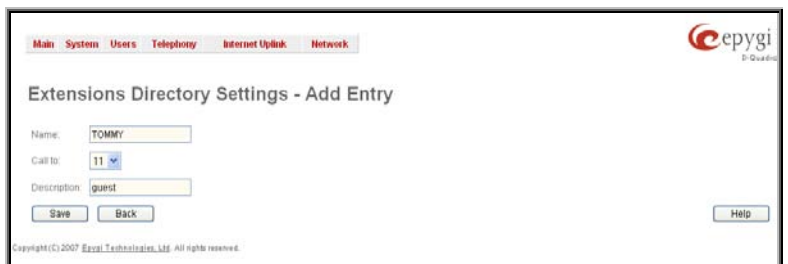 Main System Users Telephony Internet Uplink Network
epygi
Extensions Directory Settings - Add Entry
Name: TOMMY
Call to: 11
Description: guest
Save Back
Help
Copyright (C) 2007 Epygi Technologies, Ltd. All rights reserved.